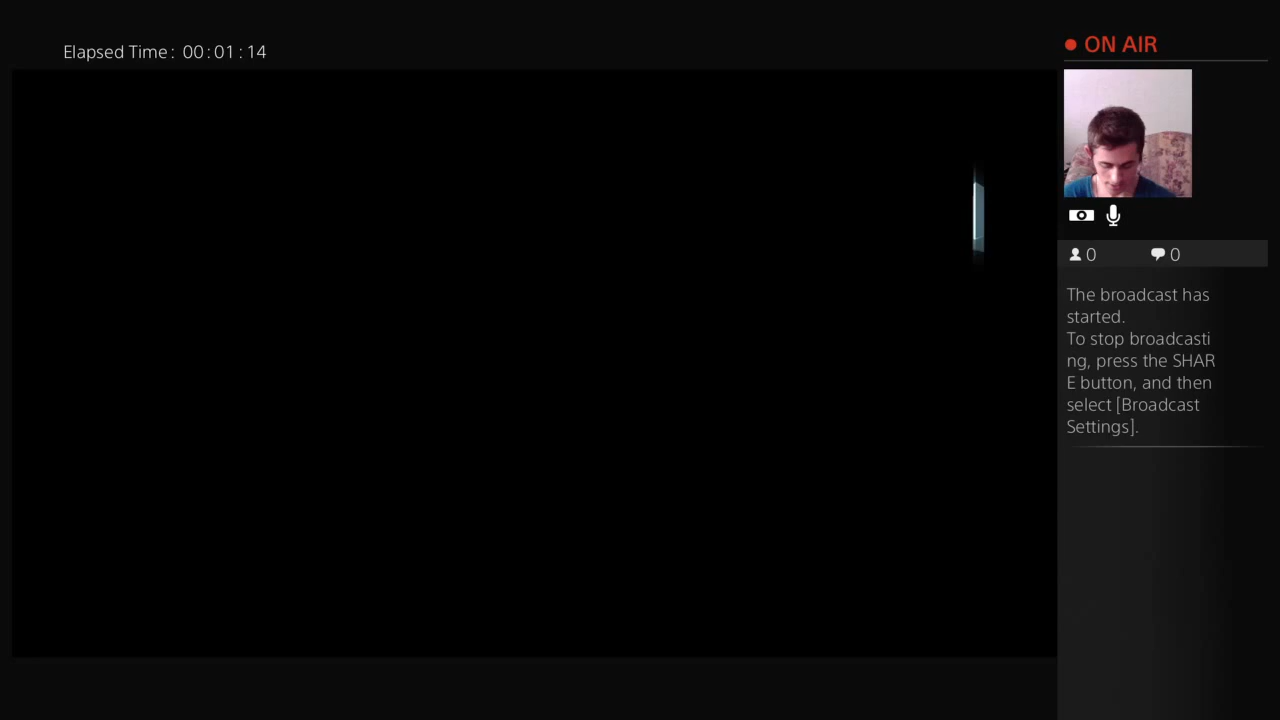 Elapsed Time: 00:01:14
ON AIR
0 0
The broadcast has
started.
To stop broadcasti
ng, press the SHAR
E button, and then
select [Broadcast
Settings].